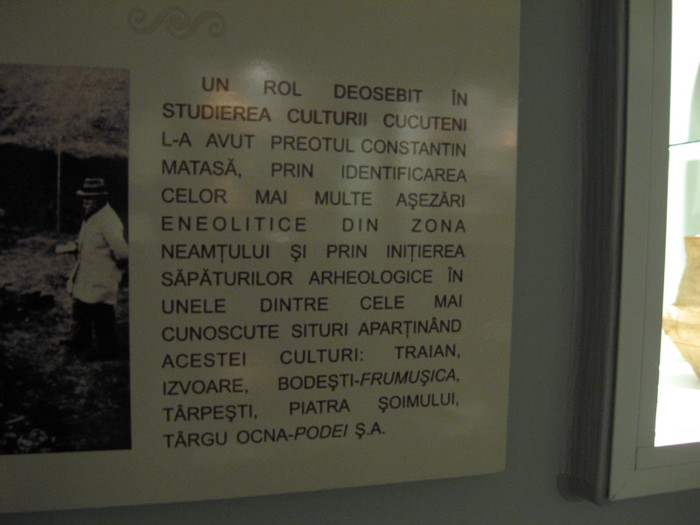 UN ROL DEOSEBIT ÎN
STUDIEREA CULTURII CUCUTENI
L-A AVUT PREOTUL CONSTANTIN
MATASĂ, PRIN IDENTIFICAREA
CELOR MAI MULTE AŞEZĂRI
ENEOLITICE DIN ZONA
NEAMŢULUI ŞI PRIN INIŢIEREA
SĂPĂTURILOR ARHEOLOGICE ÎN
UNELE DINTRE CELE MAI
CUNOSCUTE SITURI APARŢINÂND
ACESTEI CULTURI: TRAIAN,
IZVOARE, BODEŞTI-FRUMUŞICA,
TÂRPEŞTI, PIATRA ŞOIMULUI,
TÂRGU OCNA-PODEI Ş.A.